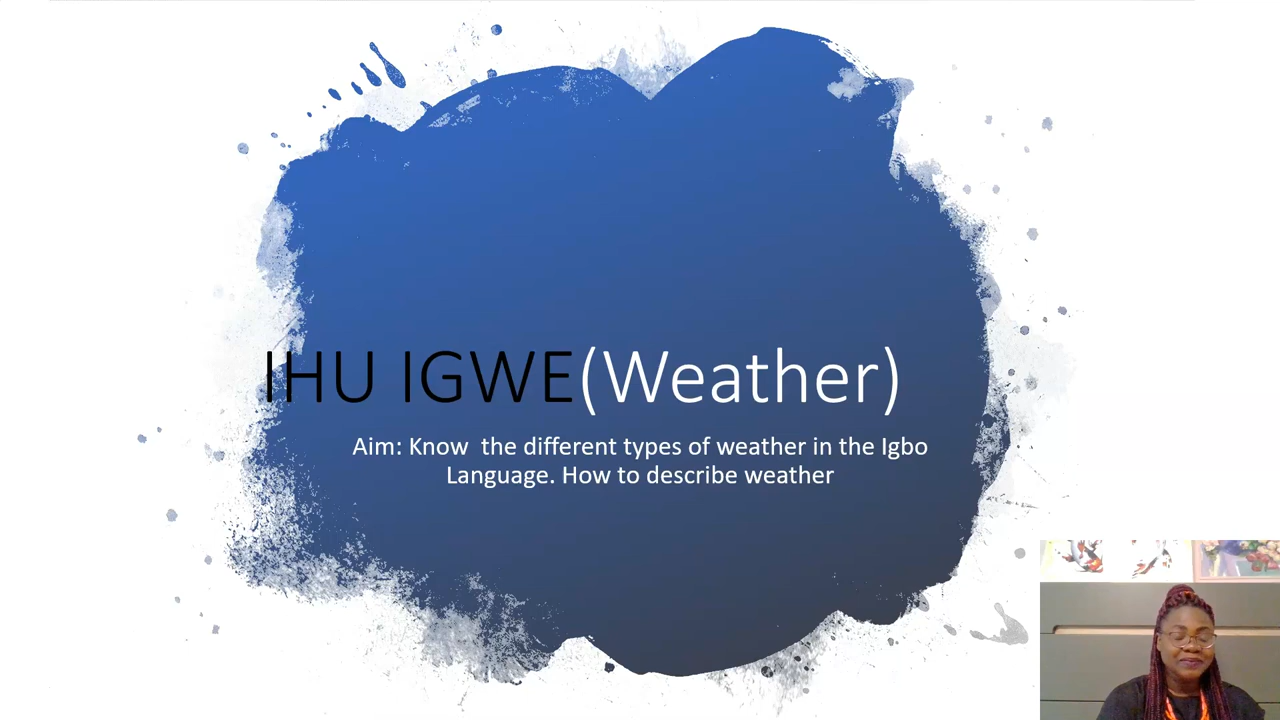 IHU IGWE(Weather)
Aim: Know  the different types of weather in the Igbo
Language. How to describe weather